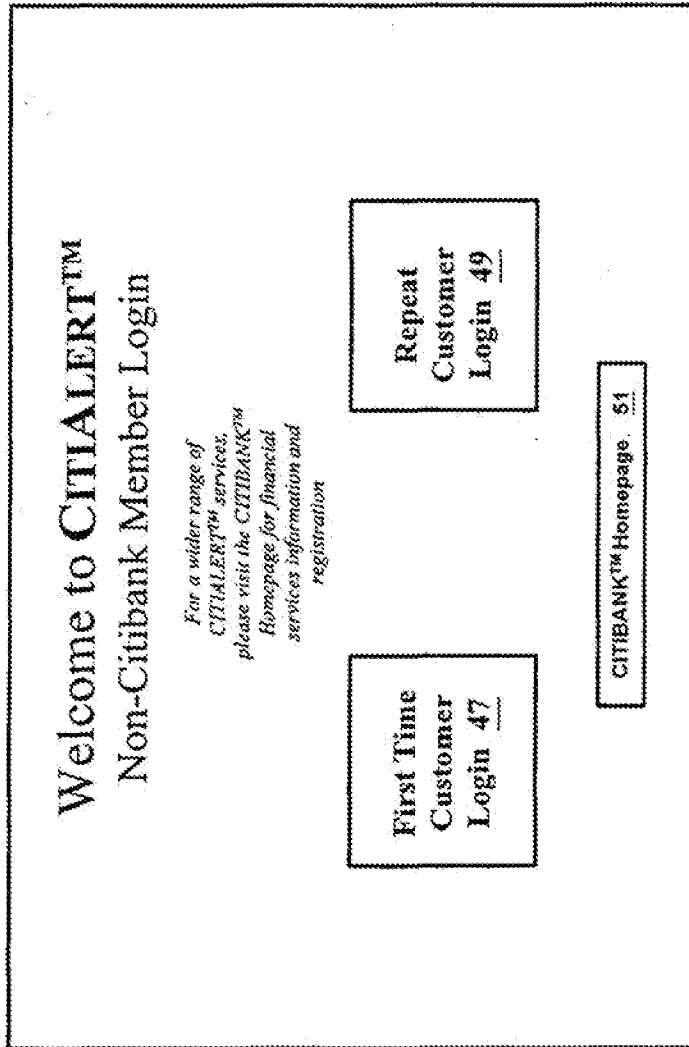 Welcome to CITIALERT™
Non-Citibank Member Login
For a wider range of
CITIALERT™ services,
please visit the CITIBANK™
Homepage for financial
services information and
registration
First Time
Customer
Login 47
Repeat
Customer
Login 49
CITIBANK™ Homepage. 51